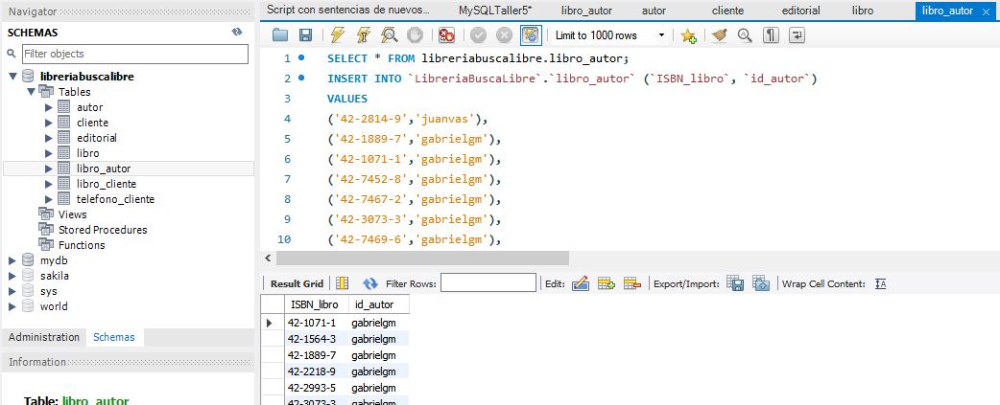 Navigator
SCHEMAS
Filter objects
libreriabuscalibre
Tables
autor
cliente
editorial
libro
libro_autor
libro_cliente
telefono_cliente
Views
Stored Procedures
Functions
mydb
sakila
sys
world
Administration Schemas
Information
Table: libro_autor
Script con sentencias de nuevos... MySQLTaller5* libro_autor autor cliente editorial libro libro_autor
Limit to 1000 rows
1 SELECT * FROM libreriabuscalibre.libro_autor;
2 INSERT INTO `LibreriaBuscaLibre`.`libro_autor` (`ISBN_libro`, `id_autor`)
3 VALUES
4 ('42-2814-9','juanvas'),
5 ('42-1889-7','gabrielgm'),
6 ('42-1071-1','gabrielgm'),
7 ('42-7452-8','gabrielgm'),
8 ('42-7467-2','gabrielgm'),
9 ('42-3073-3','gabrielgm'),
10 ('42-7469-6','gabrielgm'),
Result Grid Filter Rows: Edit: Export/Import: Wrap Cell Content:
ISBN_libro id_autor
42-1071-1 gabrielgm
42-1564-3 gabrielgm
42-1889-7 gabrielgm
42-2218-9 gabrielgm
42-2993-5 gabrielgm
42-3073-3 gabrielgm